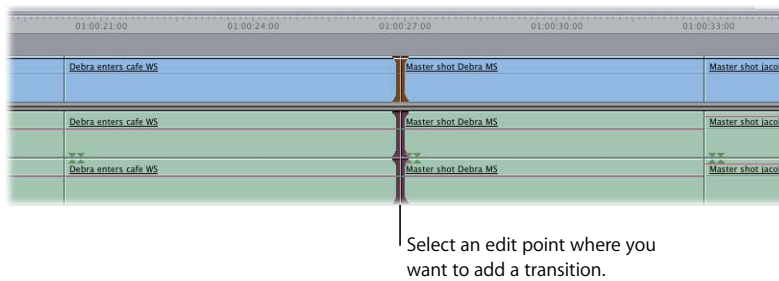 01:00:21:00 01:00:24:00 01:00:27:00 01:00:30:00 01:00:33:00
Debra enters cafe WS Master shot Debra MS Master shot jaco
Debra enters cafe WS Master shot Debra MS Master shot jaco
Debra enters cafe WS Master shot Debra MS Master shot jaco
Select an edit point where you
want to add a transition.